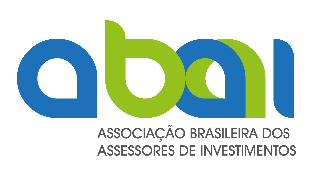 abai
ASSOCIAÇÃO BRASILEIRA DOS
ASSESSORES DE INVESTIMENTOS